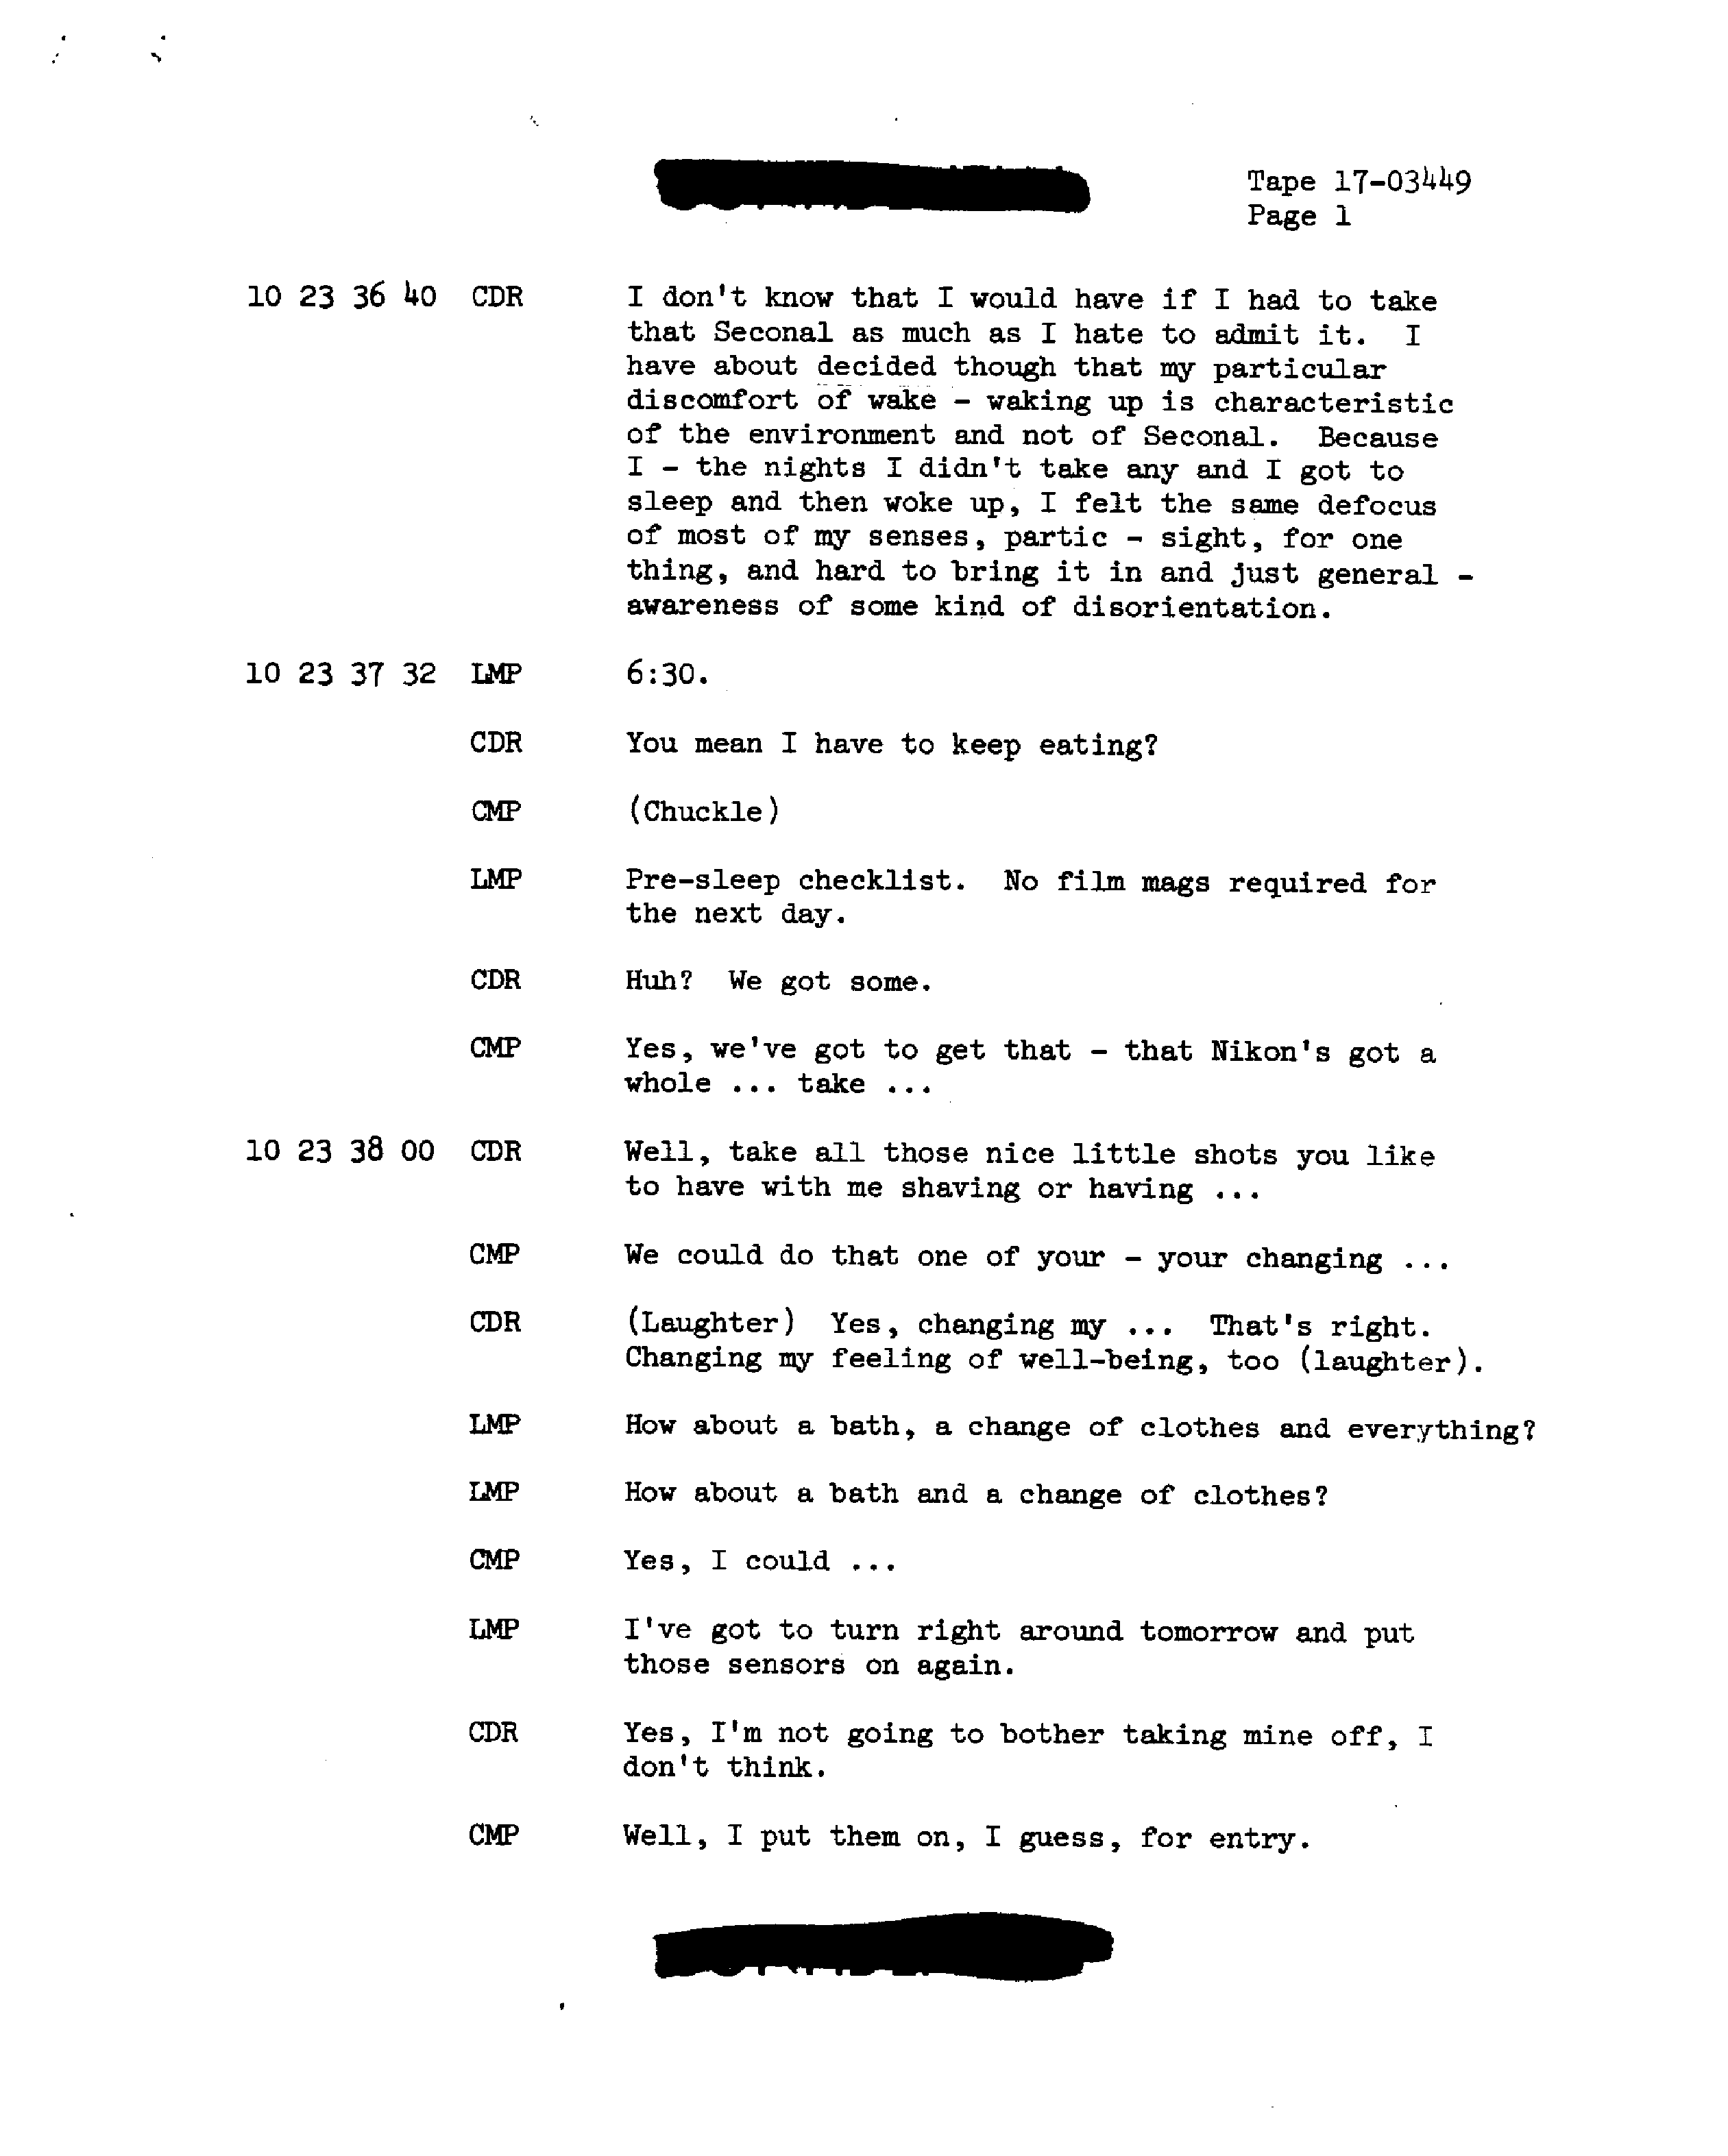 Tape 17-03449
Page 1
10 23 36 40 CDR I don't know that I would have if I had to take
that Seconal as much as I hate to admit it. I
have about decided though that my particular
discomfort of wake - waking up is characteristic
of the environment and not of Seconal. Because
I - the nights I didn't take any and I got to
sleep and then woke up, I felt the same defocus
of most of my senses, partic - sight, for one
thing, and hard to bring it in and just general -
awareness of some kind of disorientation.
10 23 37 32 LMP 6:30.
CDR You mean I have to keep eating?
CMP (Chuckle)
LMP Pre-sleep checklist. No film mags required for
the next day.
CDR Huh? We got some.
CMP Yes, we've got to get that - that Nikon's got a
whole ... take ...
10 23 38 00 CDR Well, take all those nice little shots you like
to have with me shaving or having ...
CMP We could do that one of your - your changing ...
CDR (Laughter) Yes, changing my ... That's right.
Changing my feeling of well-being, too (laughter).
LMP How about a bath, a change of clothes and everything?
LMP How about a bath and a change of clothes?
CMP Yes, I could ...
LMP I've got to turn right around tomorrow and put
those sensors on again.
CDR Yes, I'm not going to bother taking mine off, I
don't think.
CMP Well, I put them on, I guess, for entry.